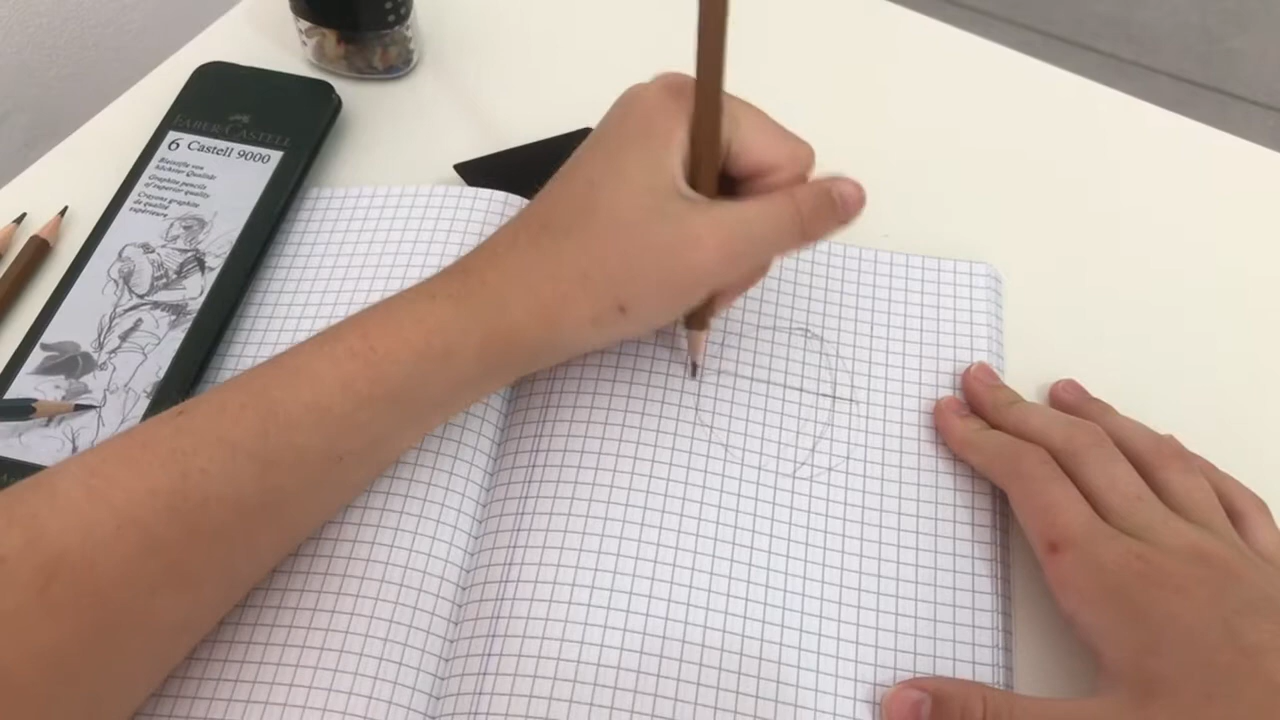 FABER-CASTELL
6 Castell 9000
Bleistifte von
höchster Qualität
Graphite pencils
of superior quality
Crayons graphite
de qualité
supérieure